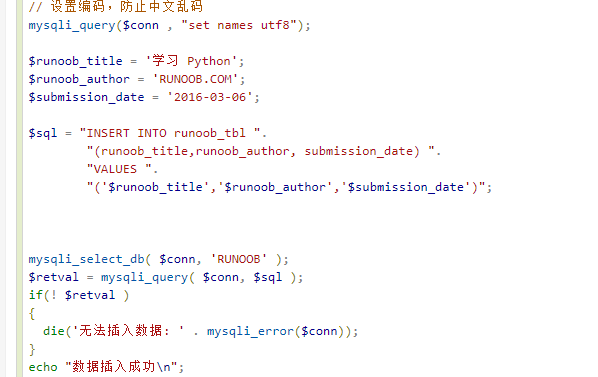 // 设置编码，防止中文乱码
mysqli_query($conn , "set names utf8");
$runoob_title = '学习 Python';
$runoob_author = 'RUNOOB.COM';
$submission_date = '2016-03-06';
$sql = "INSERT INTO runoob_tbl ".
"(runoob_title,runoob_author, submission_date) ".
"VALUES ".
"('$runoob_title','$runoob_author','$submission_date')";
mysqli_select_db( $conn, 'RUNOOB' );
$retval = mysqli_query( $conn, $sql );
if(! $retval )
{
die('无法插入数据: ' . mysqli_error($conn));
}
echo "数据插入成功\n";